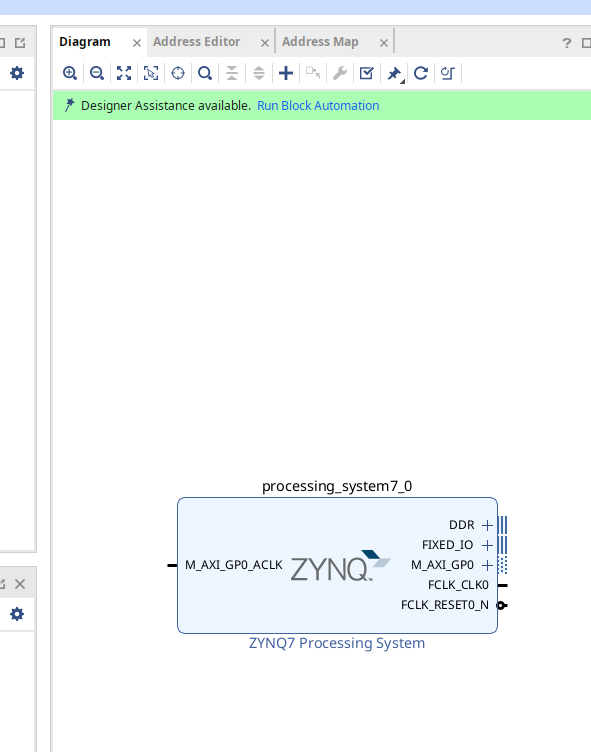 Diagram
Address Editor
Address Map
?
Designer Assistance available. Run Block Automation
processing_system7_0
DDR
FIXED_IO
M_AXI_GP0_ACLK
ZYNQ
M_AXI_GP0
FCLK_CLK0
FCLK_RESET0_N
ZYNQ7 Processing System